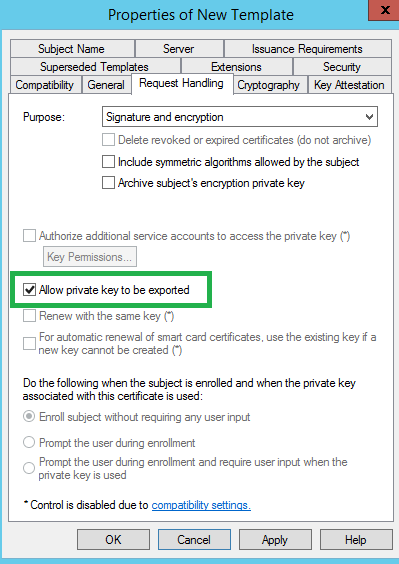 Properties of New Template
x
Subject Name Server Issuance Requirements
Superseded Templates Extensions Security
Compatibility General Request Handling Cryptography Key Attestation
Purpose: Signature and encryption
Delete revoked or expired certificates (do not archive)
Include symmetric algorithms allowed by the subject
Archive subject's encryption private key
Authorize additional service accounts to access the private key (*)
Key Permissions...
Allow private key to be exported
Renew with the same key (*)
For automatic renewal of smart card certificates, use the existing key if a
new key cannot be created (*)
Do the following when the subject is enrolled and when the private key
associated with this certificate is used:
Enroll subject without requiring any user input
Prompt the user during enrollment
Prompt the user during enrollment and require user input when the
private key is used
* Control is disabled due to compatibility settings.
OK Cancel Apply Help